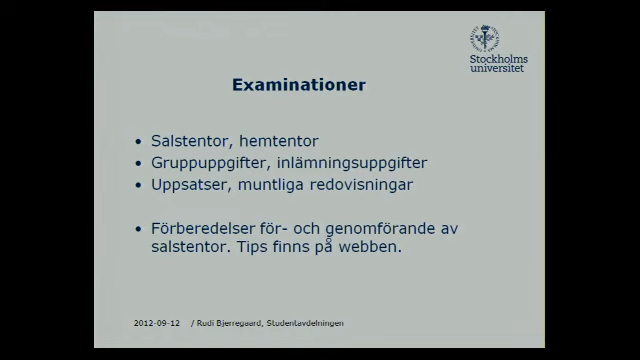 Stockholms
universitet
Examinationer
• Salstentor, hemtentor
• Gruppuppgifter, inlämningsuppgifter
• Uppsatser, muntliga redovisningar
• Förberedelser för- och genomförande av
salstentor. Tips finns på webben.
2012-09-12 / Rudi Bjerregaard, Studentavdelningen